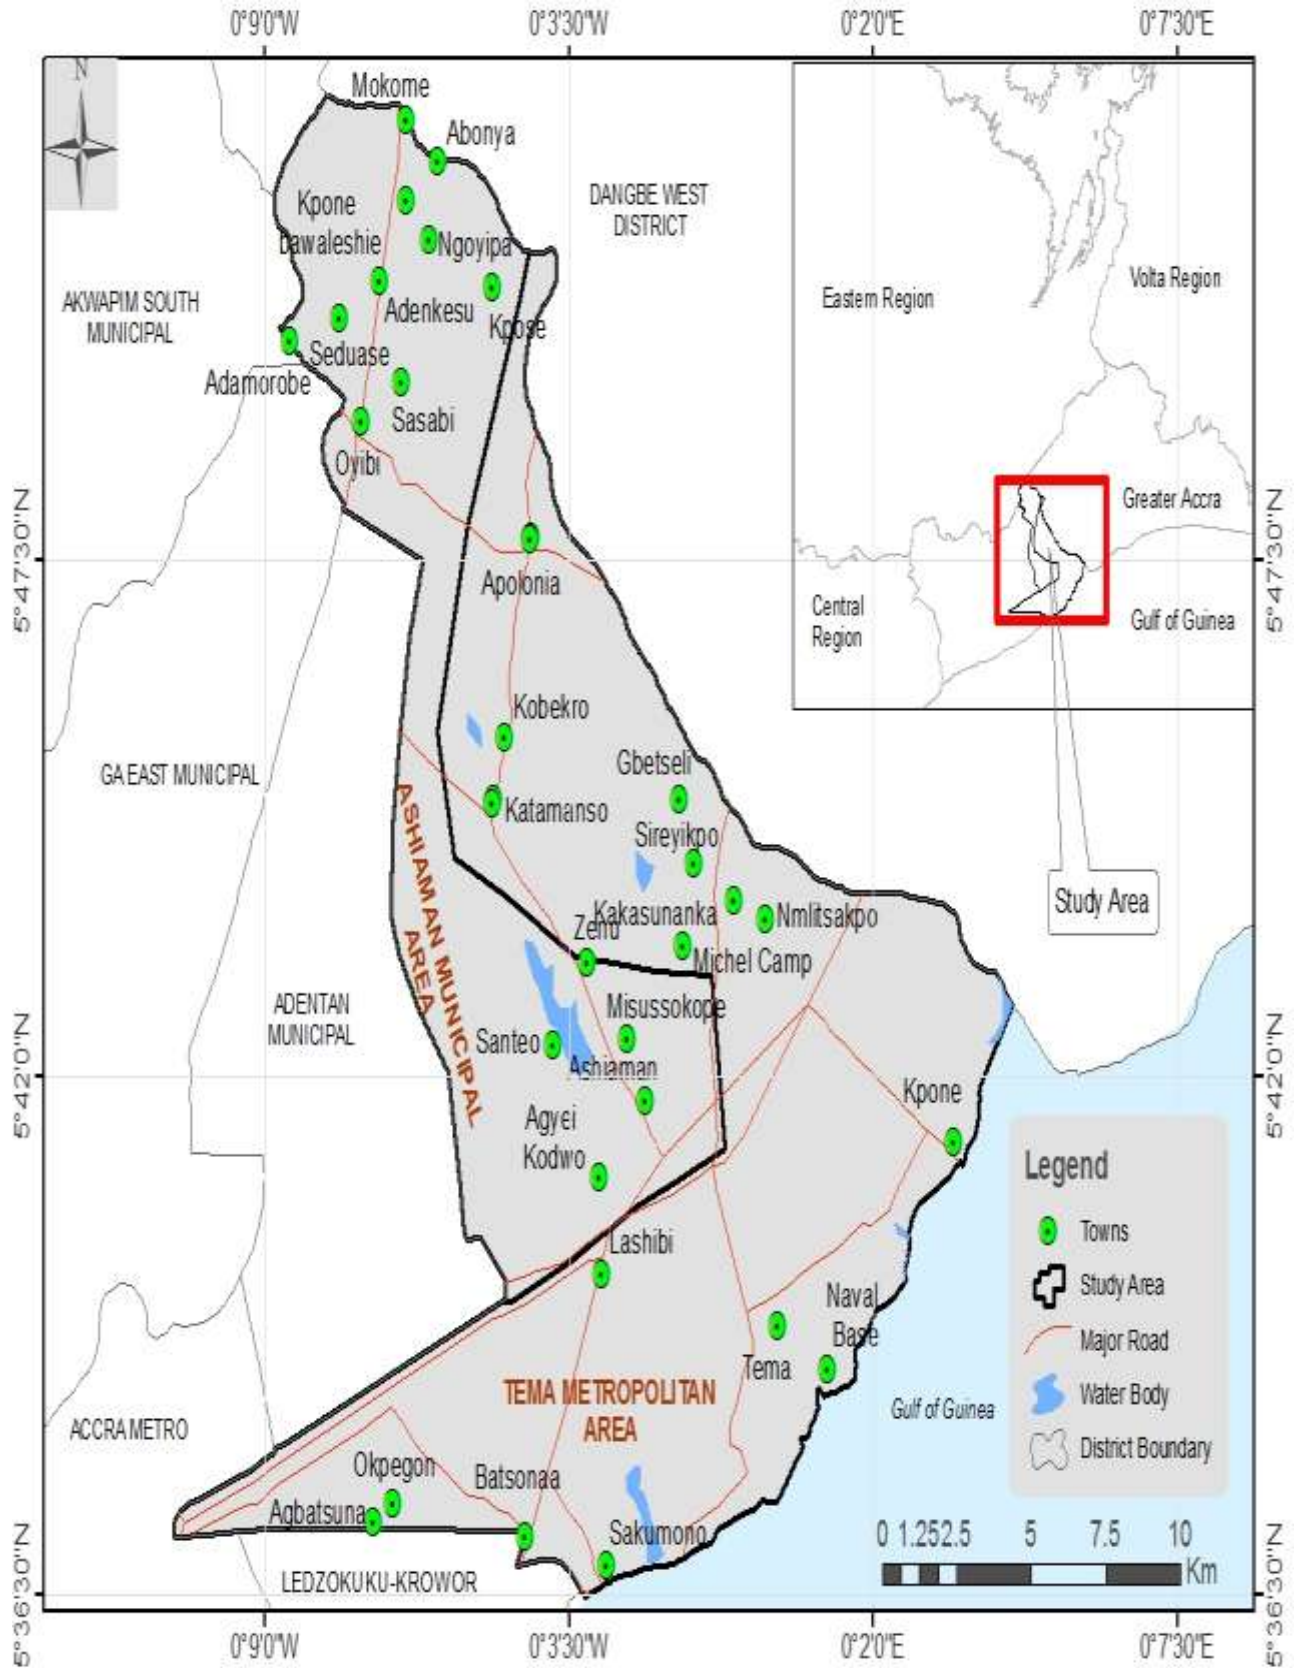 0°9'0"W 0°3'30"W 0°2'0"E 0°7'30"E
N
Mokome
Abonya
Kpone
bawaleshie
Ngoyipa
Adenkesu
Kpose
Seduase
Adamorobe
Sasabi
Oyibi
DANGBE WEST
DISTRICT
AKWAPIM SOUTH
MUNICIPAL
Eastern Region
Volta Region
Greater Accra
Central
Region
Gulf of Guinea
Study Area
5°47'30"N
5°47'30"N
Apolonia
Kobekro
Gbetseli
GA EAST MUNICIPAL
Katamanso
Sireyikpo
ASHIAMAN MUNICIPAL
AREA
Kakasunanka
Nmlitsakpo
Zenu
Michel Camp
ADENTAN
MUNICIPAL
Misussokope
Santeo
Ashiaman
5°42'0"N
5°42'0"N
Kpone
Agyei
Kodwo
Lashibi
Naval
Base
Tema
TEMA METROPOLITAN
AREA
Gulf of Guinea
ACCRA METRO
Okpegon
Batsonaa
Agbatsuna
Sakumono
LEDZOKUKU-KROWOR
Legend
Towns
Study Area
Major Road
Water Body
District Boundary
0 1.25 2.5 5 7.5 10
Km
5°36'30"N
5°36'30"N
0°9'0"W 0°3'30"W 0°2'0"E 0°7'30"E